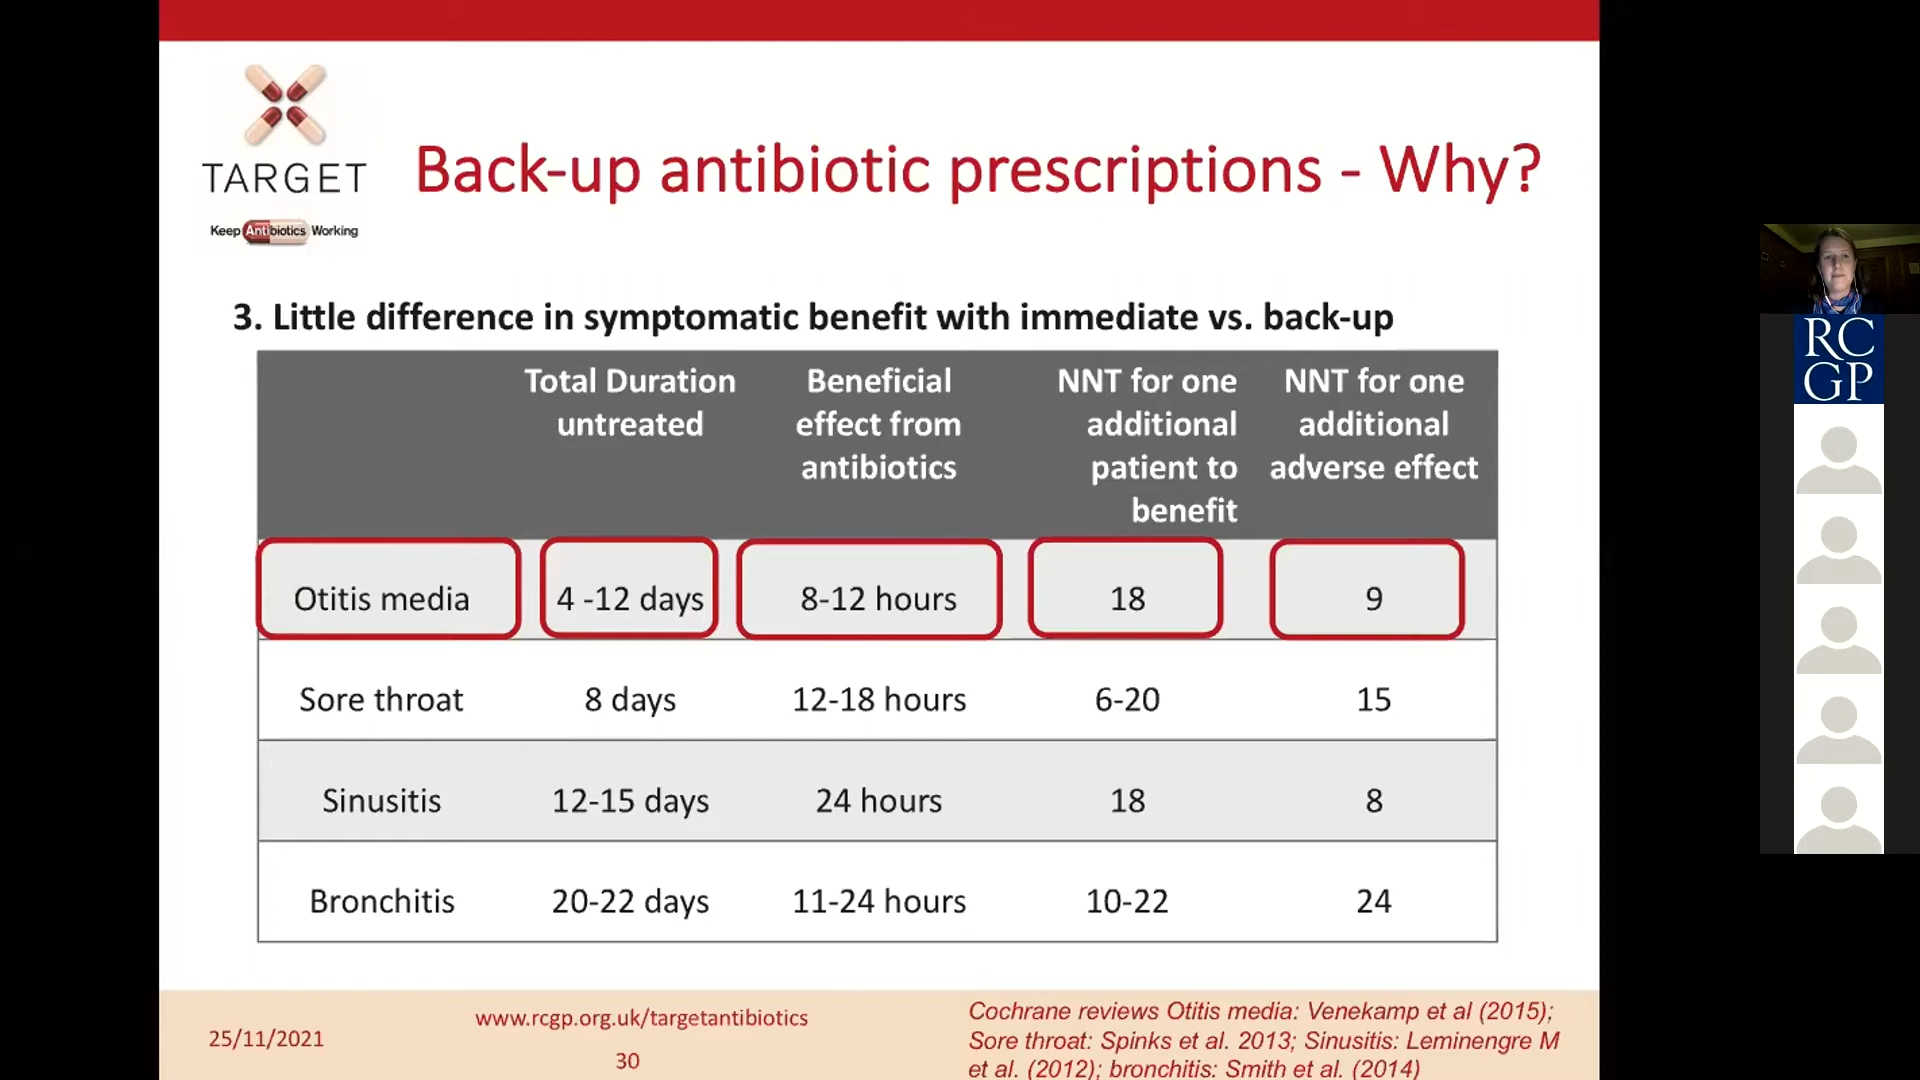 TARGET
Keep Antibiotics Working
Back-up antibiotic prescriptions - Why?
3. Little difference in symptomatic benefit with immediate vs. back-up
Total Duration untreated
Beneficial effect from antibiotics
NNT for one additional patient to benefit
NNT for one additional adverse effect
Otitis media 4 -12 days 8-12 hours 18 9
Sore throat 8 days 12-18 hours 6-20 15
Sinusitis 12-15 days 24 hours 18 8
Bronchitis 20-22 days 11-24 hours 10-22 24
25/11/2021
www.rcgp.org.uk/targetantibiotics
30
Cochrane reviews Otitis media: Venekamp et al (2015);
Sore throat: Spinks et al. 2013; Sinusitis: Leminengre M
et al. (2012); bronchitis: Smith et al. (2014)
RC
GP